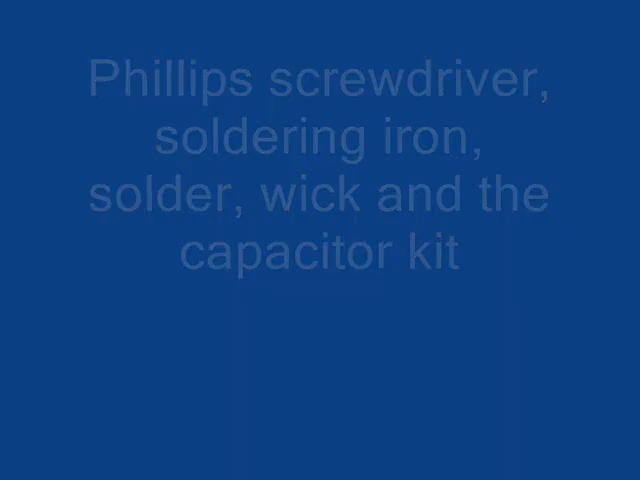 Phillips screwdriver,
soldering iron,
solder, wick and the
capacitor kit